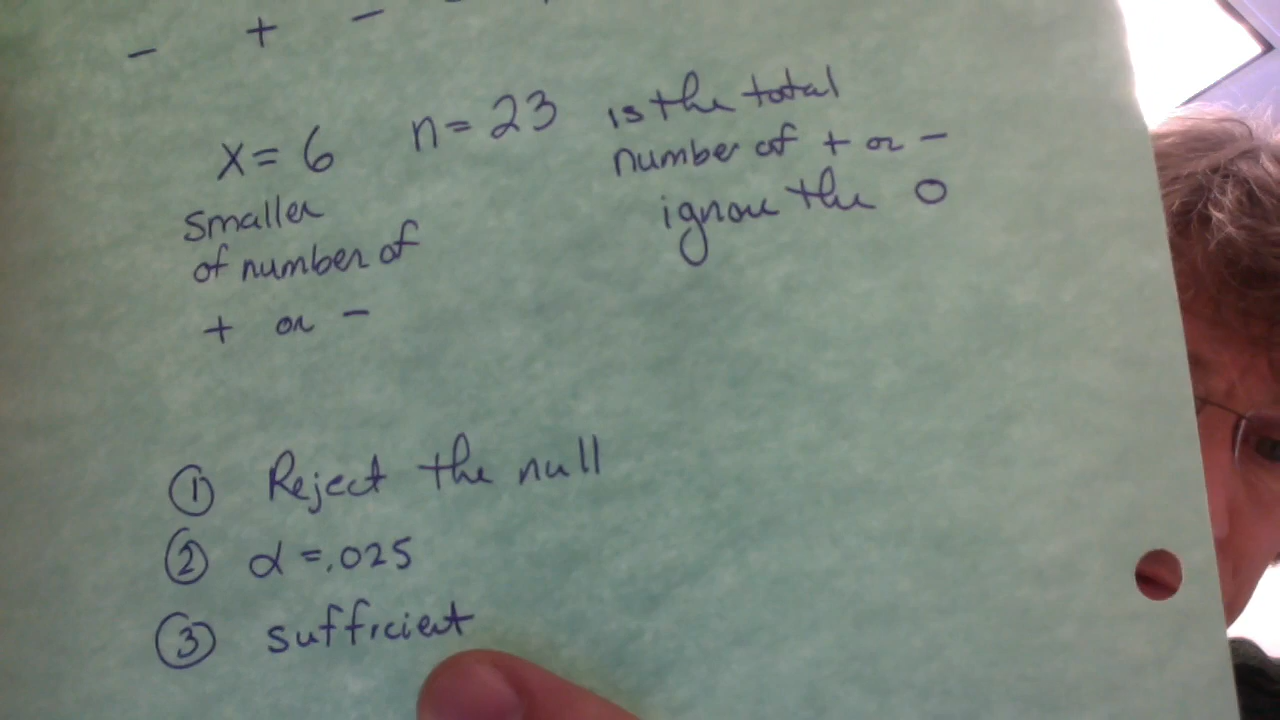 - + -
x = 6 n = 23 is the total
number of + or -
ignore the 0
smaller
of number of
+ or -
① Reject the null
② α = .025
③ sufficient